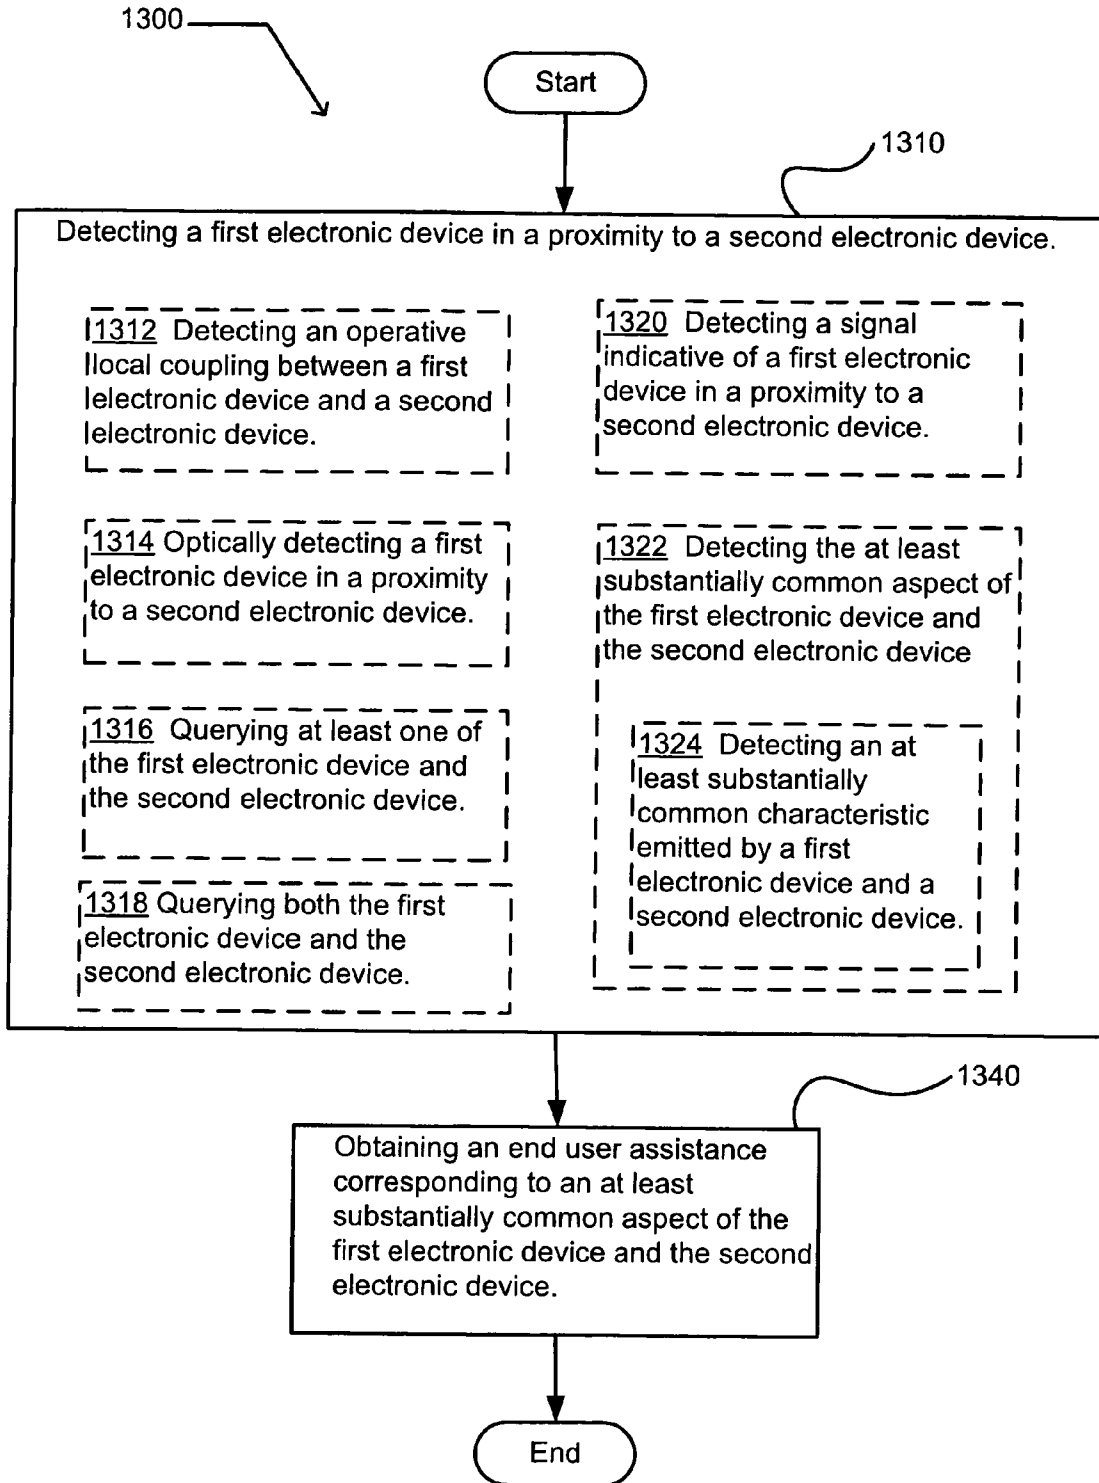 1300
Start
1310
Detecting a first electronic device in a proximity to a second electronic device.
1312 Detecting an operative
local coupling between a first
electronic device and a second
electronic device.
1314 Optically detecting a first
electronic device in a proximity
to a second electronic device.
1316 Querying at least one of
the first electronic device and
the second electronic device.
1318 Querying both the first
electronic device and the
second electronic device.
1320 Detecting a signal
indicative of a first electronic
device in a proximity to a
second electronic device.
1322 Detecting the at least
substantially common aspect of
the first electronic device and
the second electronic device
1324 Detecting an at
least substantially
common characteristic
emitted by a first
electronic device and a
second electronic device.
1340
Obtaining an end user assistance
corresponding to an at least
substantially common aspect of the
first electronic device and the second
electronic device.
End